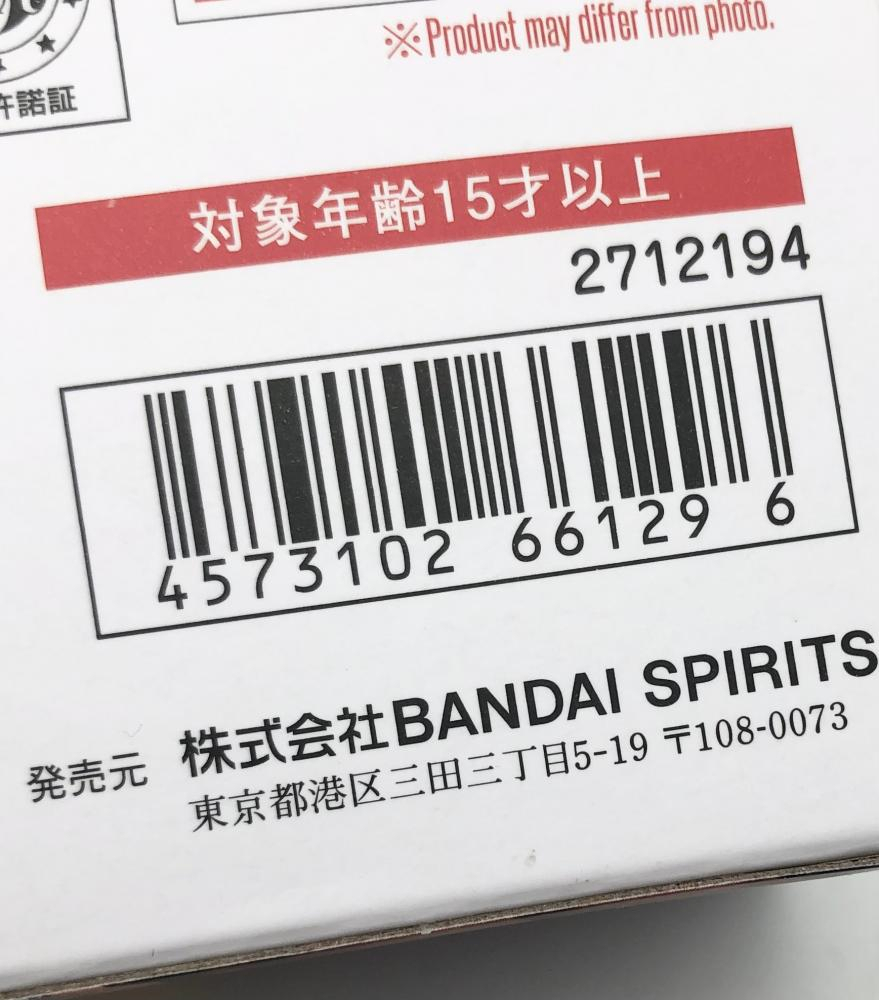 ※Product may differ from photo.
許諾証
対象年齢15才以上
2712194
4573102 66129 6
発売元 株式会社BANDAI SPIRITS
東京都港区三田三丁目5-19 〒108-0073